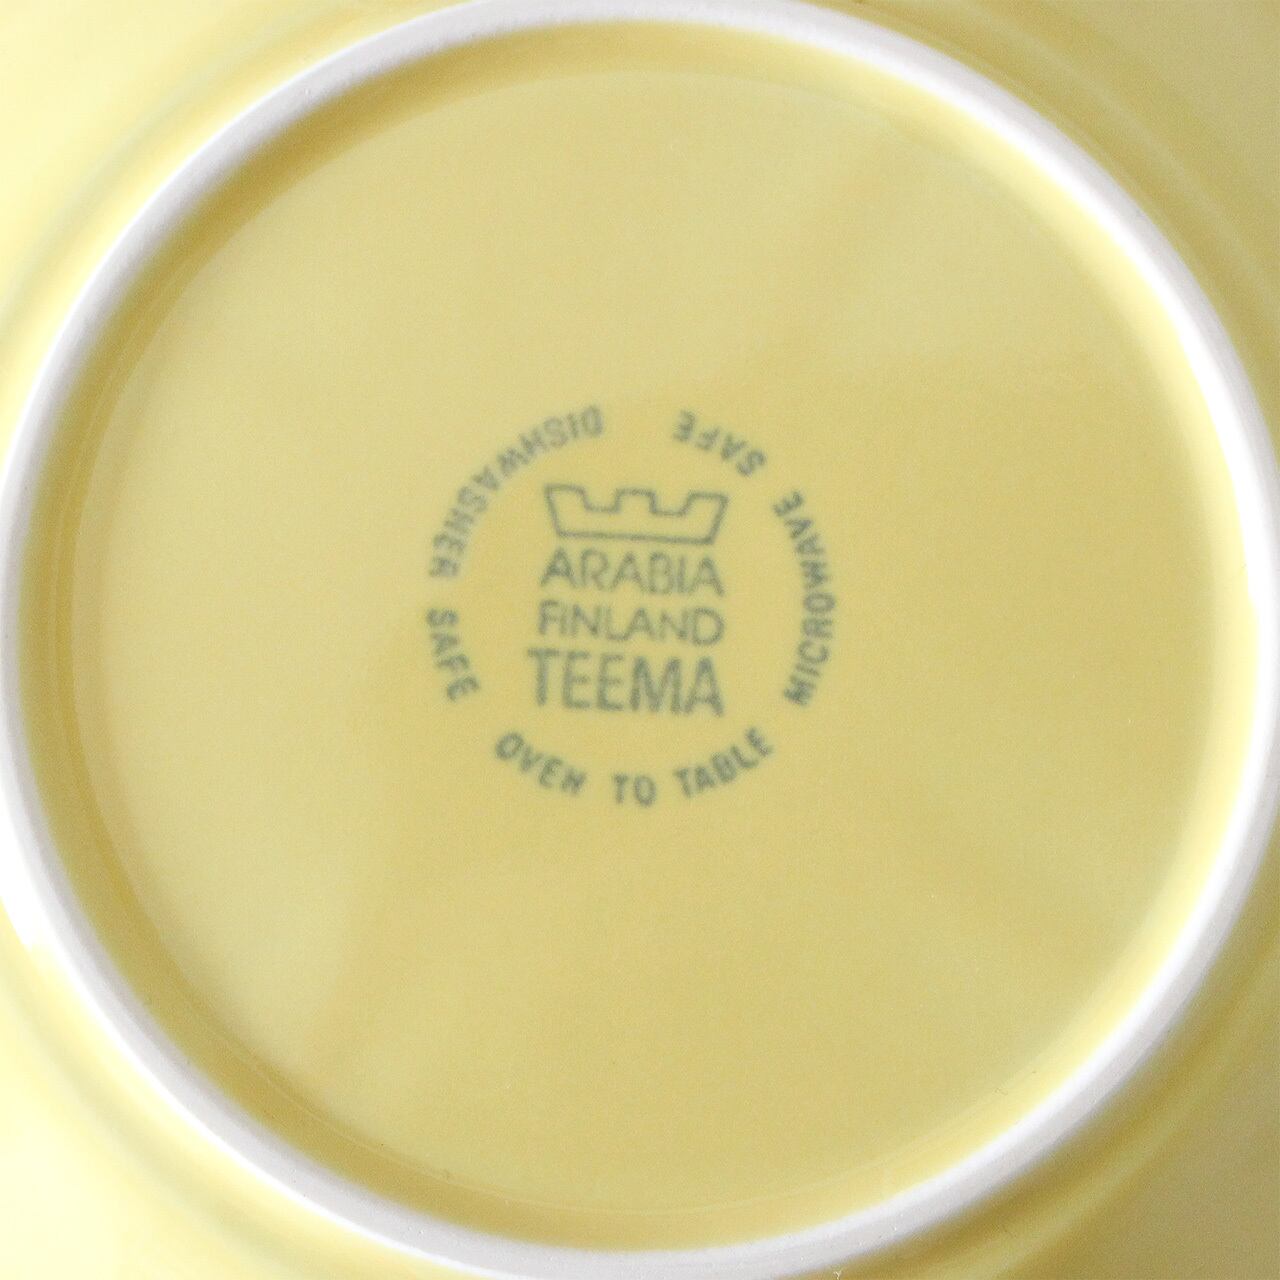 ARABIA
FINLAND
TEEMA
DISHWASHER SAFE
OVEN TO TABLE
MICROWAVE SAFE